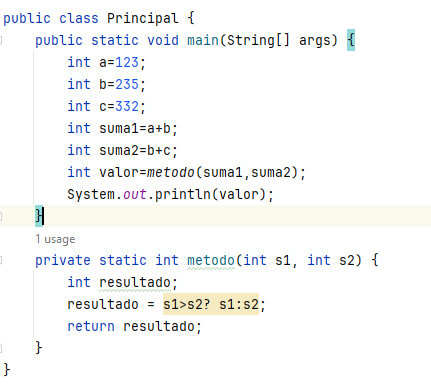 public class Principal {
    public static void main(String[] args) {
        int a=123;
        int b=235;
        int c=332;
        int suma1=a+b;
        int suma2=b+c;
        int valor=metodo(suma1,suma2);
        System.out.println(valor);
    }
    1 usage
    private static int metodo(int s1, int s2) {
        int resultado;
        resultado = s1>s2? s1:s2;
        return resultado;
    }
}